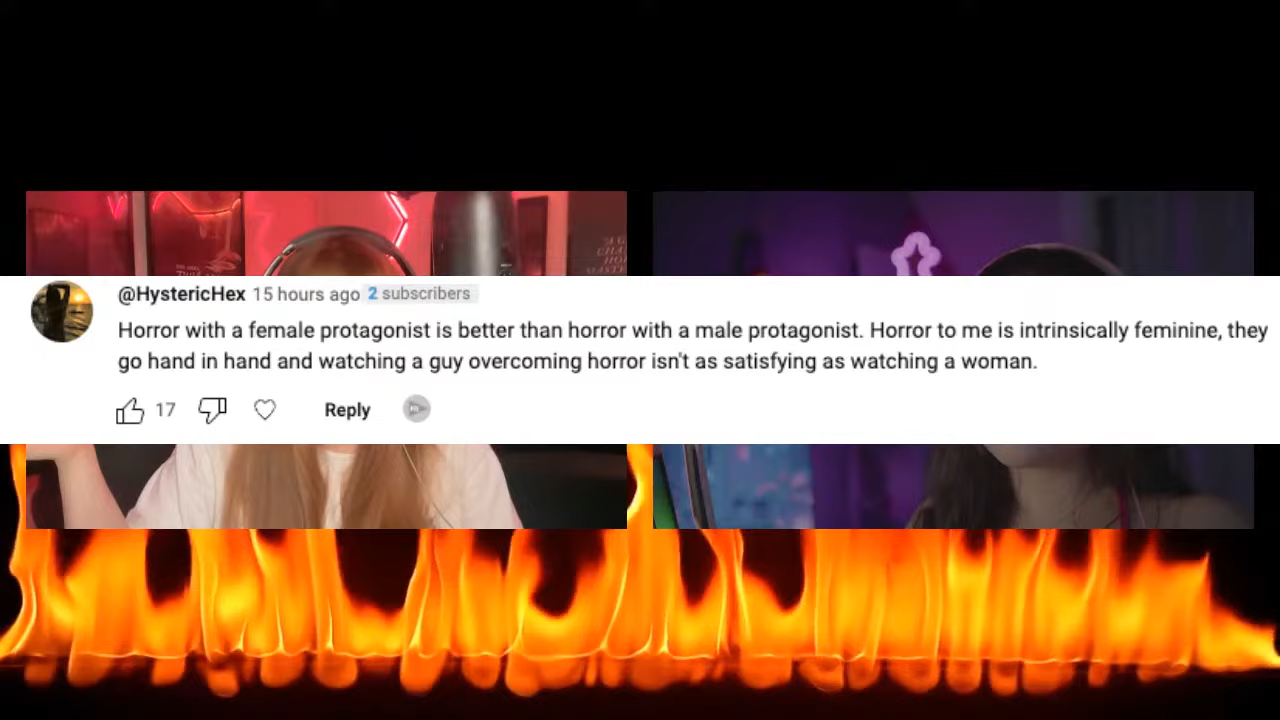 @HystericHex 15 hours ago 2 subscribers
Horror with a female protagonist is better than horror with a male protagonist. Horror to me is intrinsically feminine, they
go hand in hand and watching a guy overcoming horror isn't as satisfying as watching a woman.
17 Reply